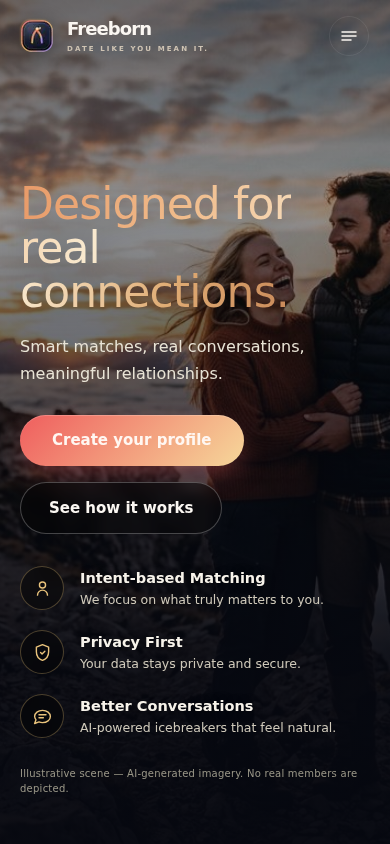 Freeborn
DATE LIKE YOU MEAN IT.
Designed for
real
connections.
Smart matches, real conversations,
meaningful relationships.
Create your profile
See how it works
Intent-based Matching
We focus on what truly matters to you.
Privacy First
Your data stays private and secure.
Better Conversations
AI-powered icebreakers that feel natural.
Illustrative scene — AI-generated imagery. No real members are
depicted.